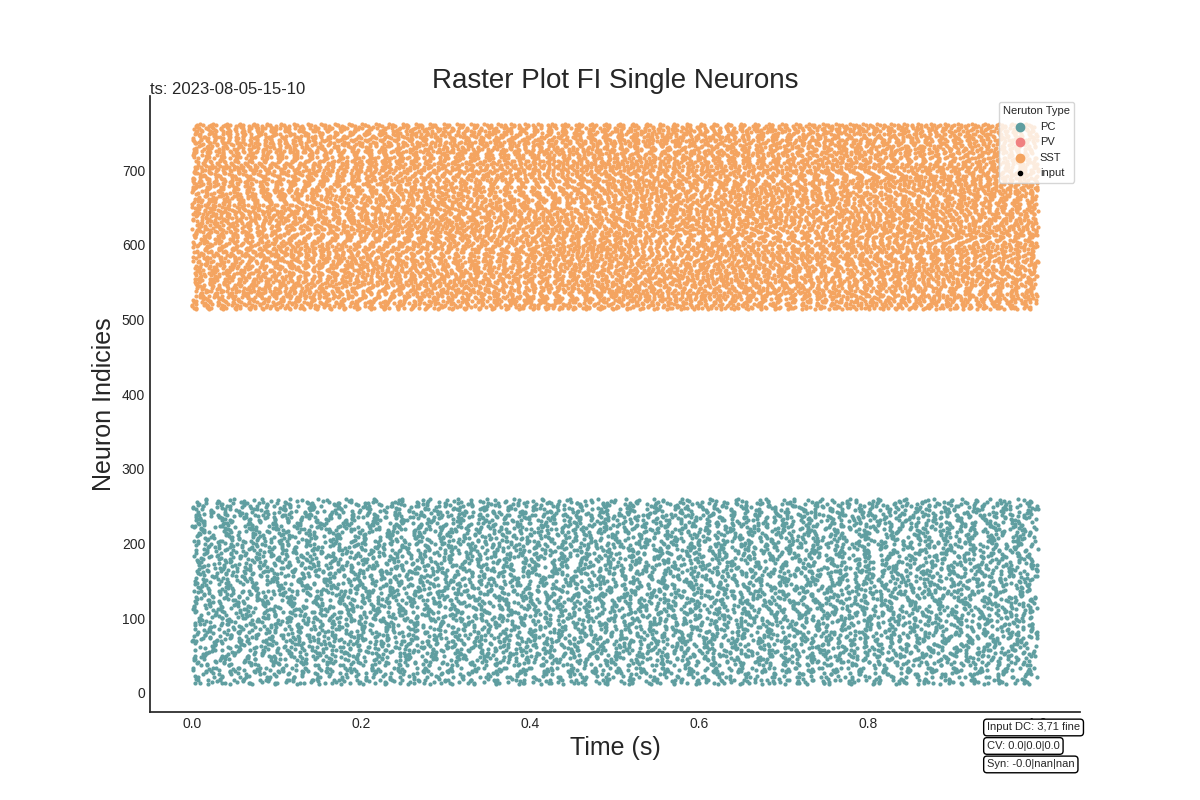 Raster Plot FI Single Neurons
ts: 2023-08-05-15-10
Neruton Type
PC
PV
SST
input
Neuron Indicies
700
600
500
400
300
200
100
0
0.0 0.2 0.4 0.6 0.8
Time (s)
Input DC: 3,71 fine
CV: 0.0|0.0|0.0
Syn: -0.0|nan|nan